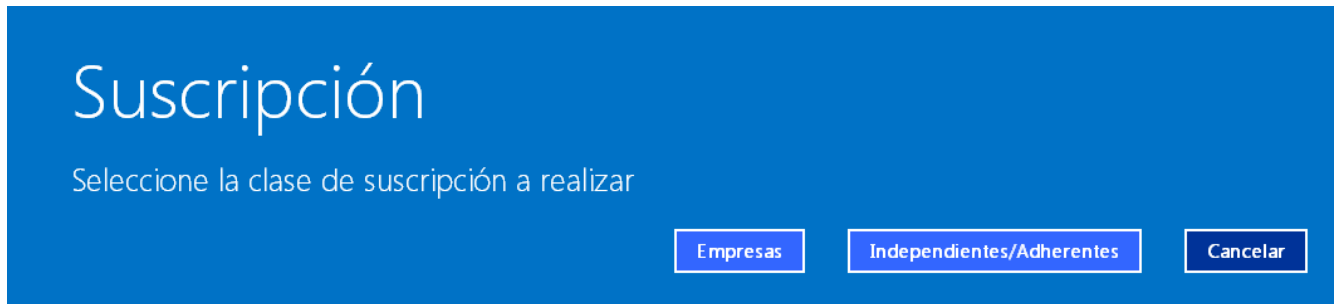 Suscripción
Seleccione la clase de suscripción a realizar
Empresas Independientes/Adherentes Cancelar